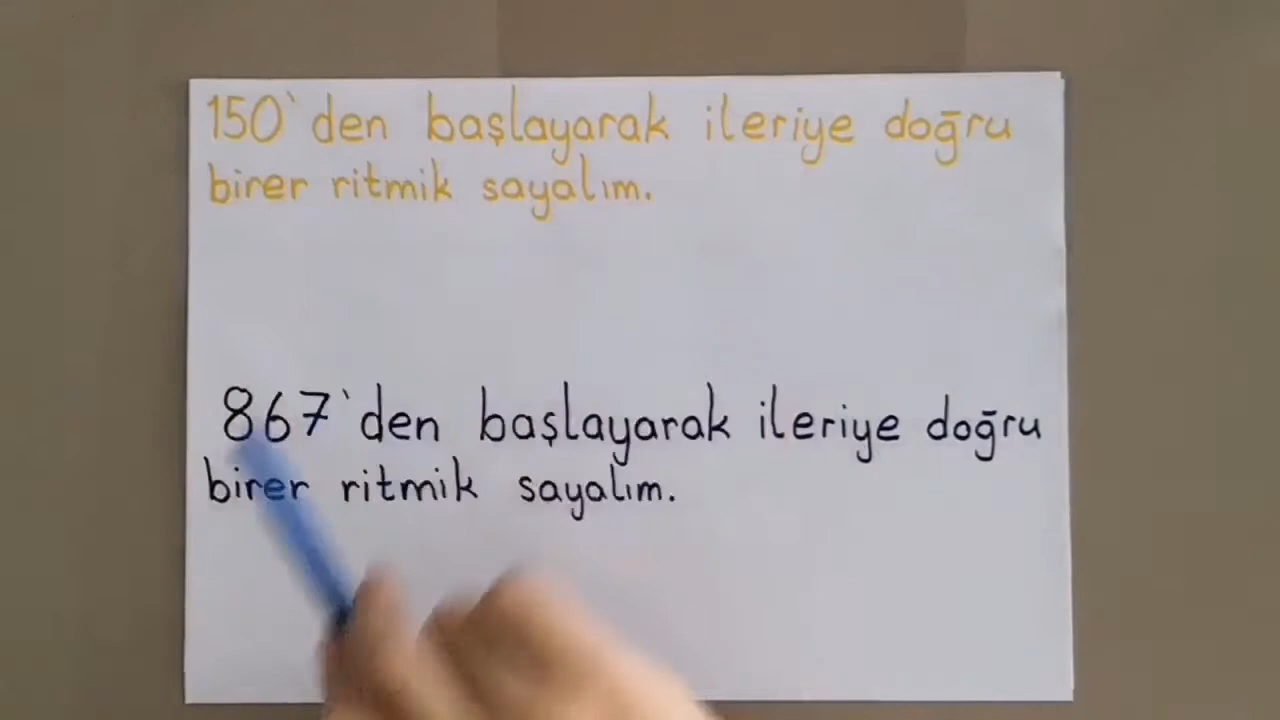 150'den başlayarak ileriye doğru
birer ritmik sayalım.
867'den başlayarak ileriye doğru
birer ritmik sayalım.